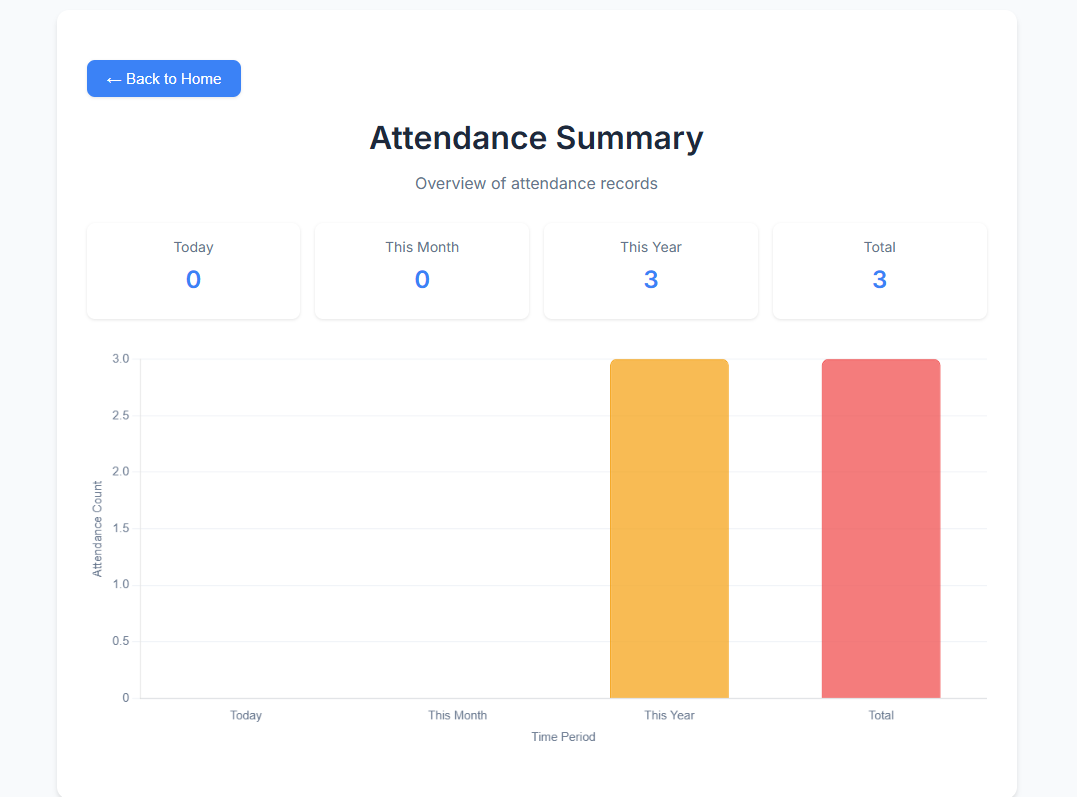 ← Back to Home
Attendance Summary
Overview of attendance records
Today
0
This Month
0
This Year
3
Total
3
3.0
2.5
2.0
1.5
1.0
0.5
0
Attendance Count
Today
This Month
This Year
Total
Time Period